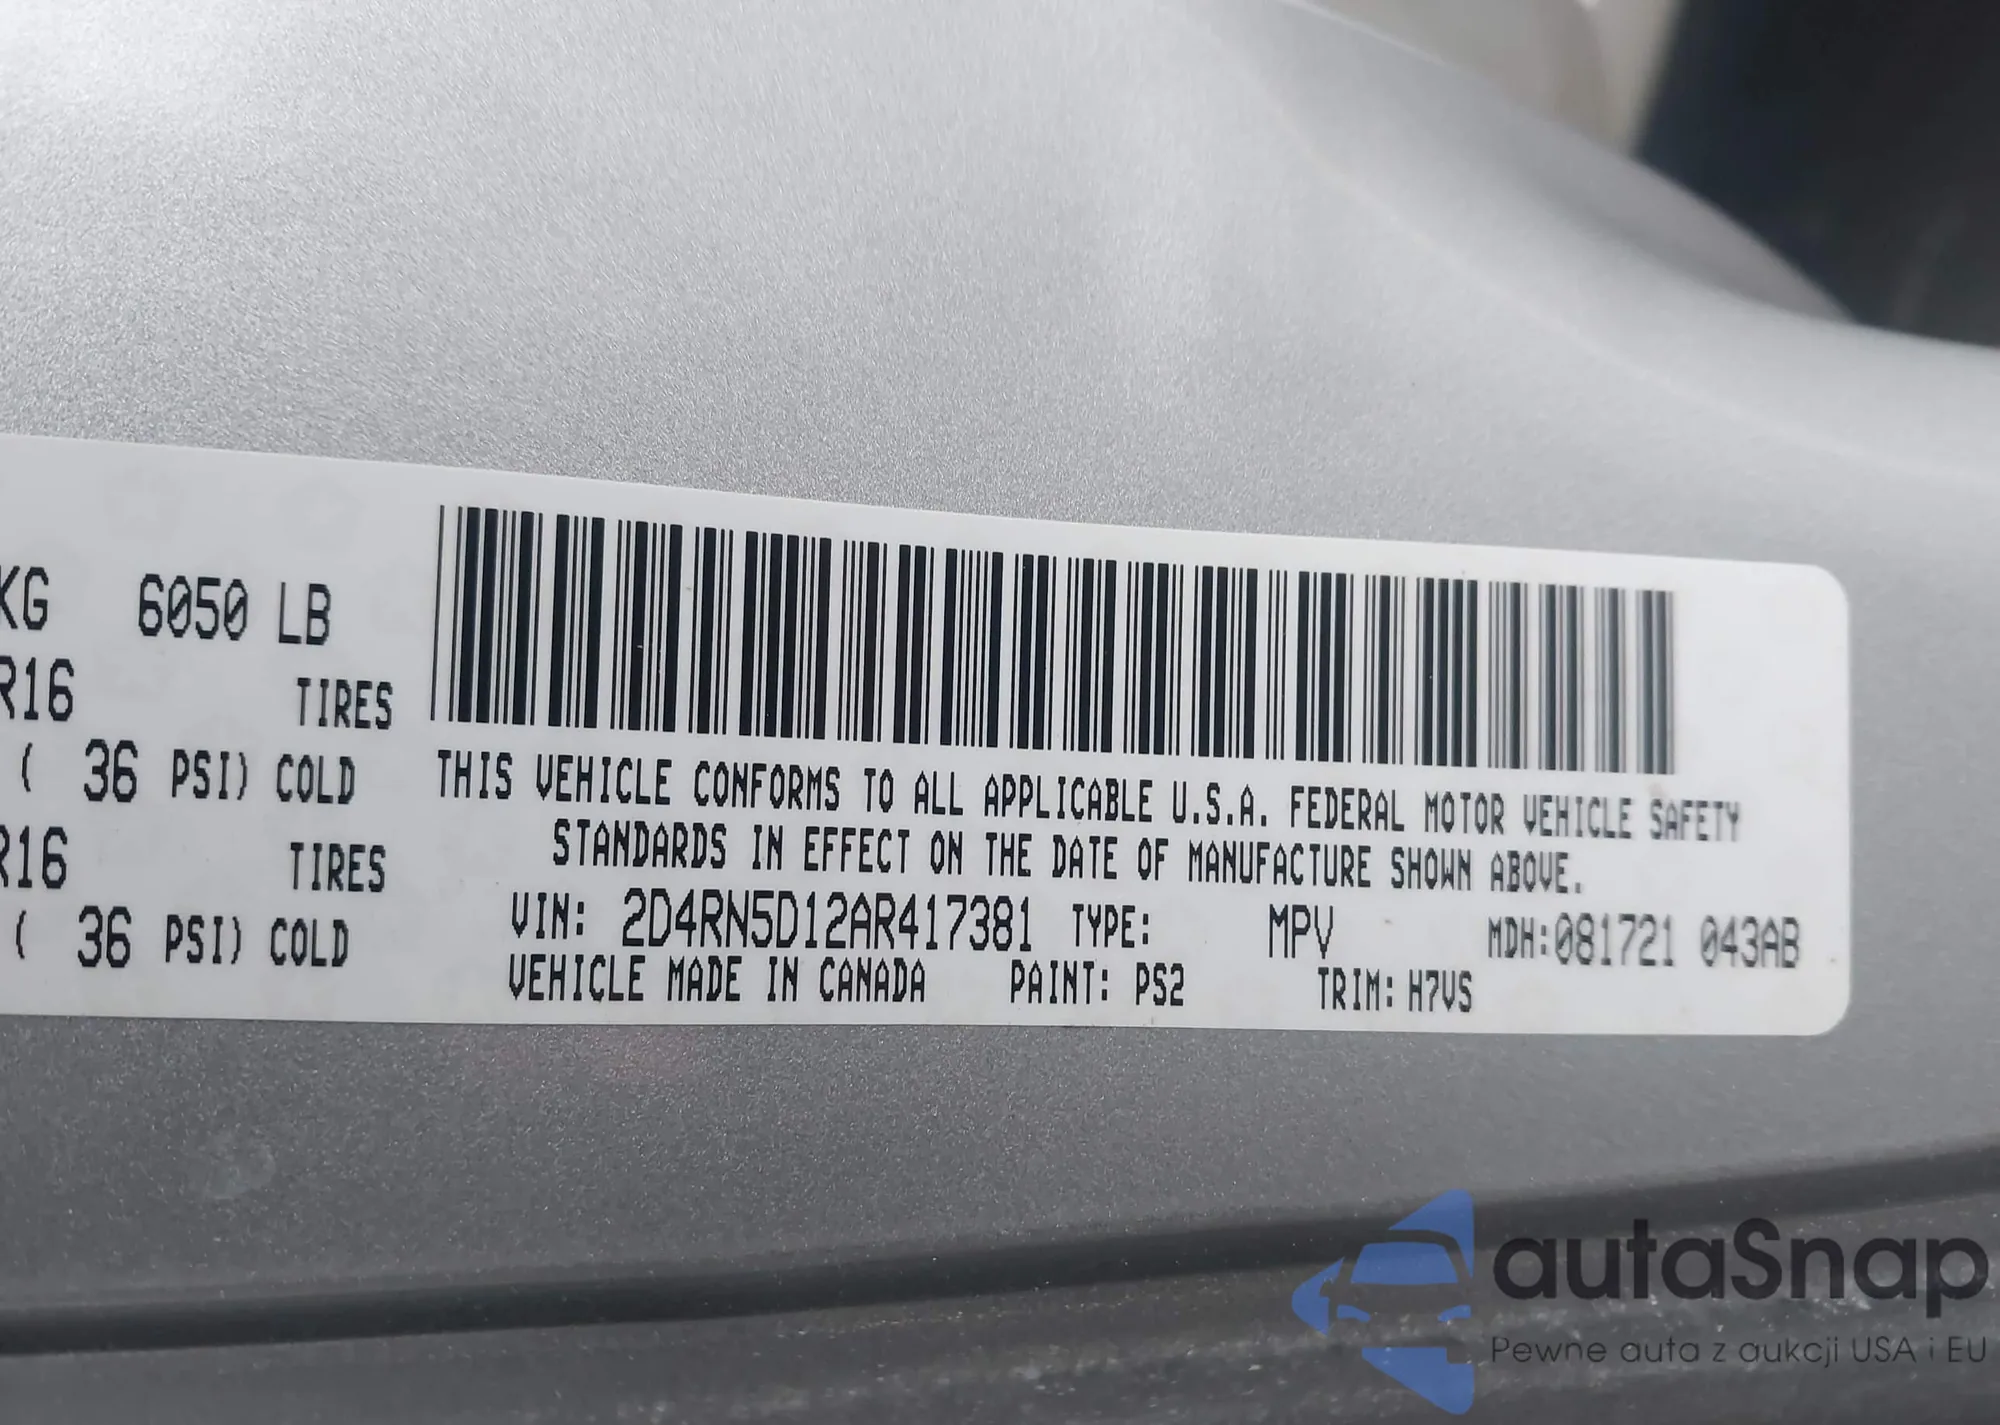 KG 6050 LB
R16 TIRES
( 36 PSI) COLD
R16 TIRES
( 36 PSI) COLD
THIS VEHICLE CONFORMS TO ALL APPLICABLE U.S.A. FEDERAL MOTOR VEHICLE SAFETY
STANDARDS IN EFFECT ON THE DATE OF MANUFACTURE SHOWN ABOVE.
VIN: 2D4RN5D12AR417381 TYPE: MPV MDH:081721 043AB
VEHICLE MADE IN CANADA PAINT: PS2 TRIM: H7VS
autaSnap
Pewne auta z aukcji USA i EU